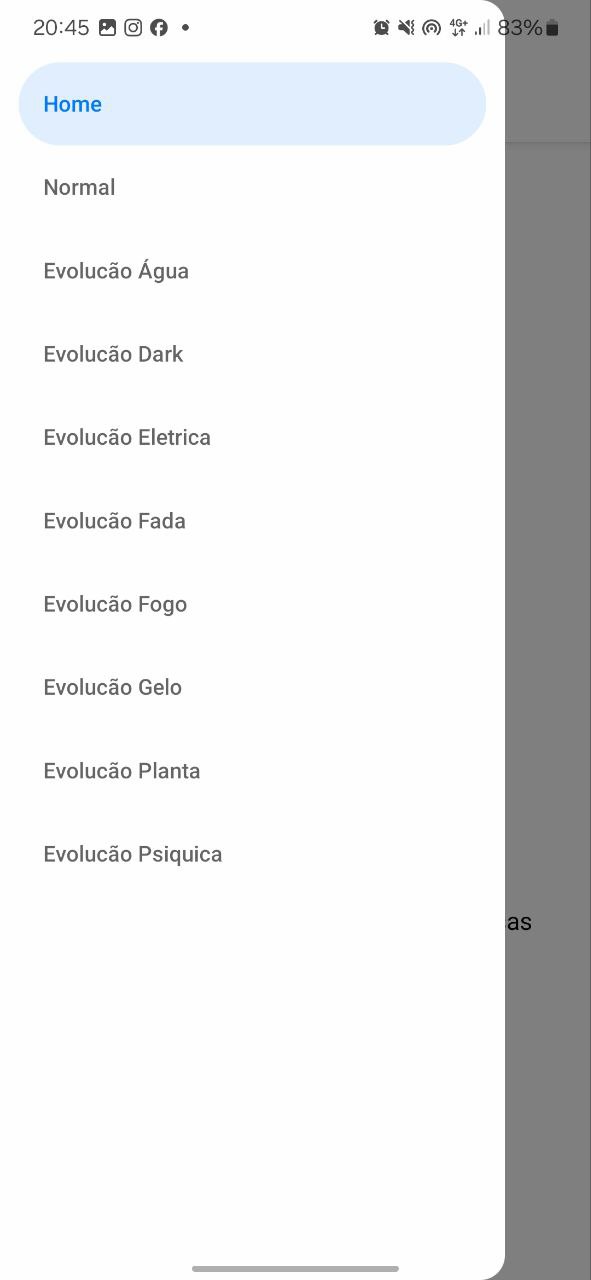 20:45
4G+
83%
Home
Normal
Evolucão Água
Evolucão Dark
Evolucão Eletrica
Evolucão Fada
Evolucão Fogo
Evolucão Gelo
Evolucão Planta
Evolucão Psiquica
as